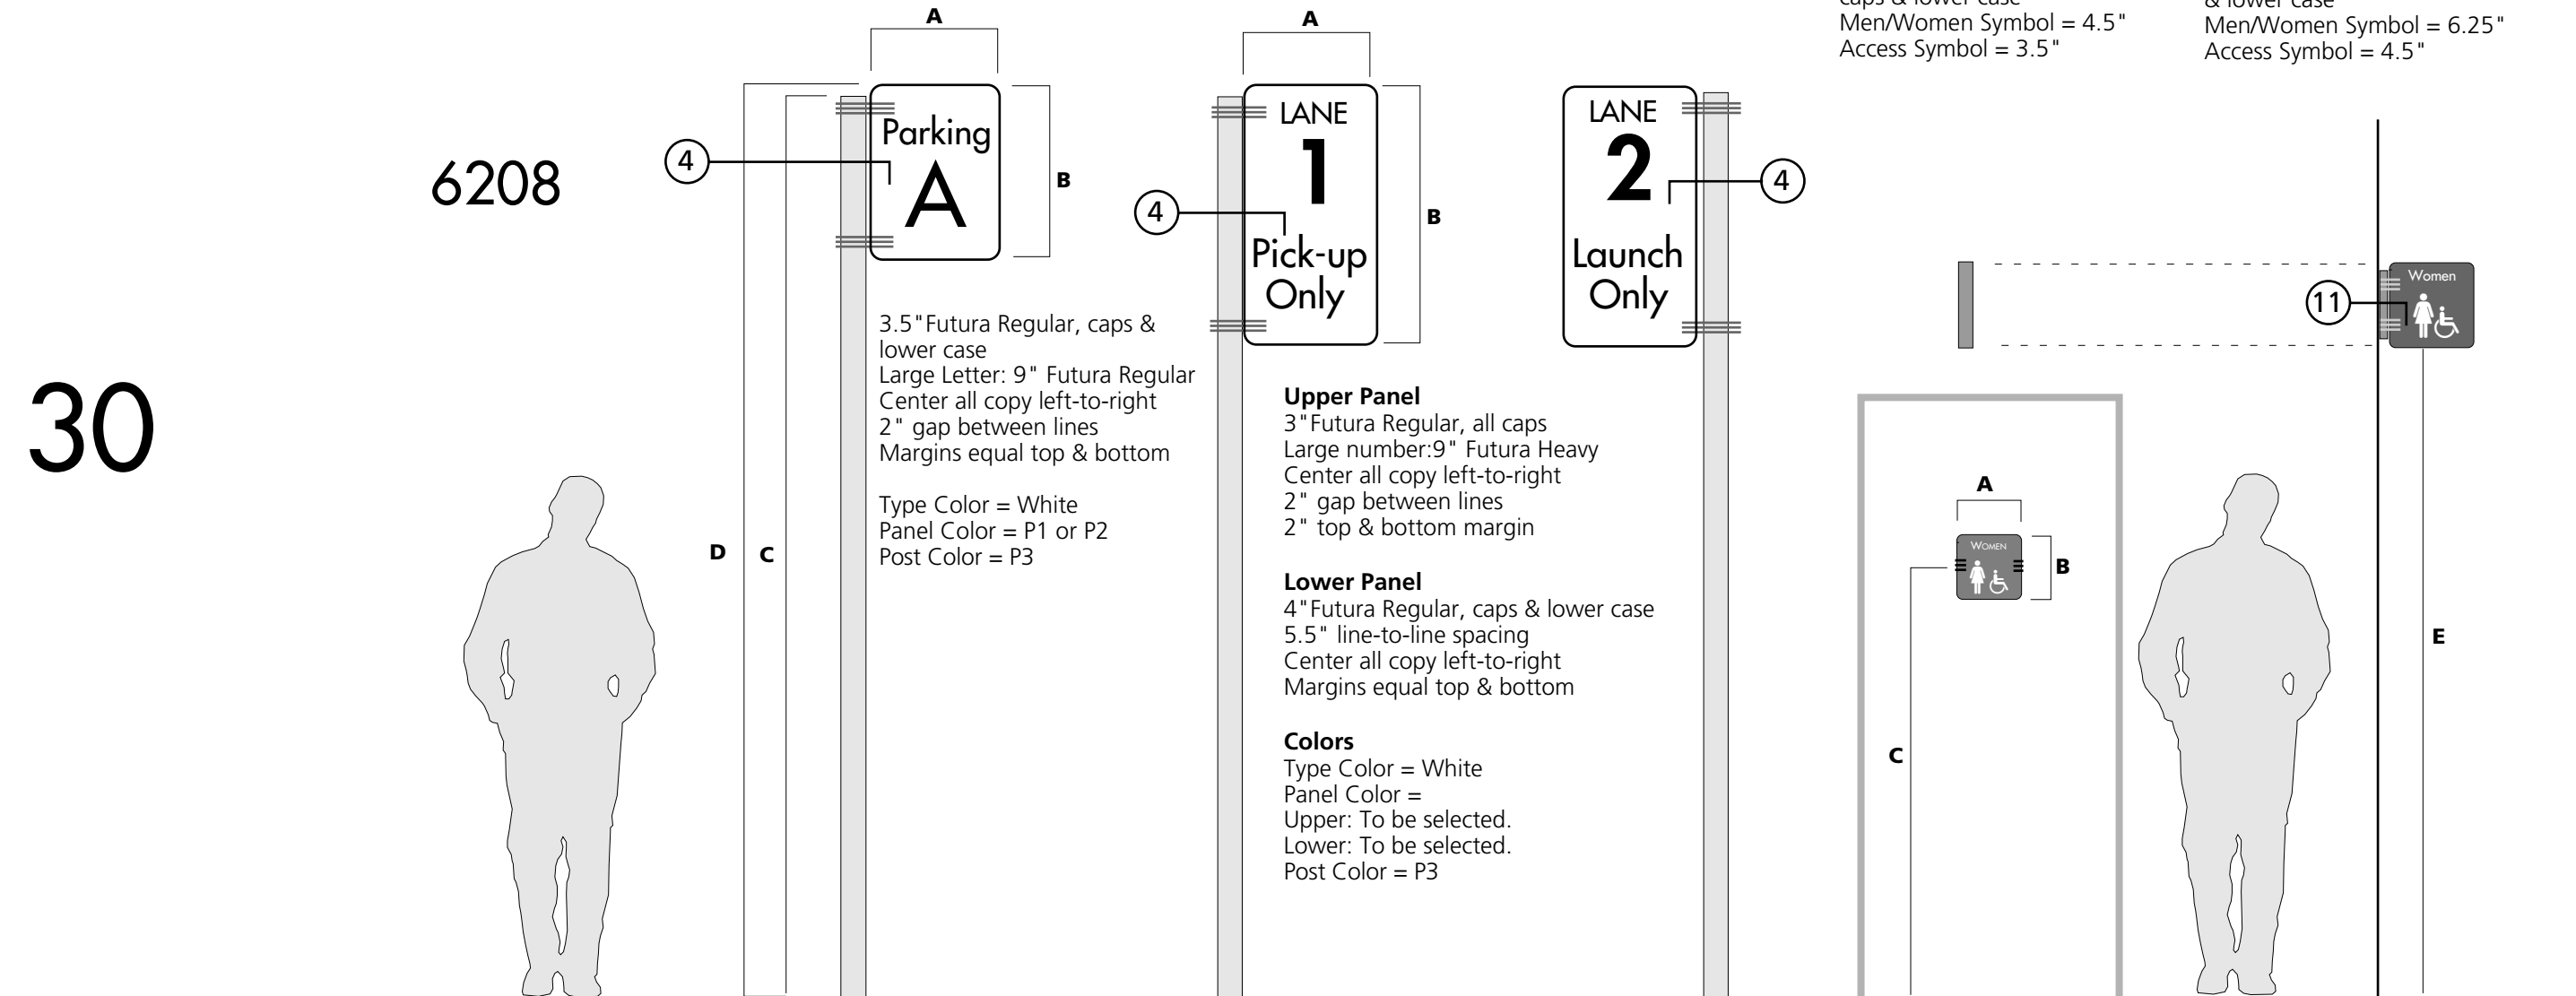 caps & lower case
Men/Women Symbol = 4.5"
Access Symbol = 3.5"
& lower case
Men/Women Symbol = 6.25"
Access Symbol = 4.5"
6208
30
A
Parking
A
4
B
D
C
3.5"Futura Regular, caps &
lower case
Large Letter: 9" Futura Regular
Center all copy left-to-right
2" gap between lines
Margins equal top & bottom
Type Color = White
Panel Color = P1 or P2
Post Color = P3
A
LANE
1
Pick-up
Only
4
B
LANE
2
Launch
Only
4
Upper Panel
3"Futura Regular, all caps
Large number:9" Futura Heavy
Center all copy left-to-right
2" gap between lines
2" top & bottom margin
Lower Panel
4"Futura Regular, caps & lower case
5.5" line-to-line spacing
Center all copy left-to-right
Margins equal top & bottom
Colors
Type Color = White
Panel Color =
Upper: To be selected.
Lower: To be selected.
Post Color = P3
Women
11
A
WOMEN
B
C
E